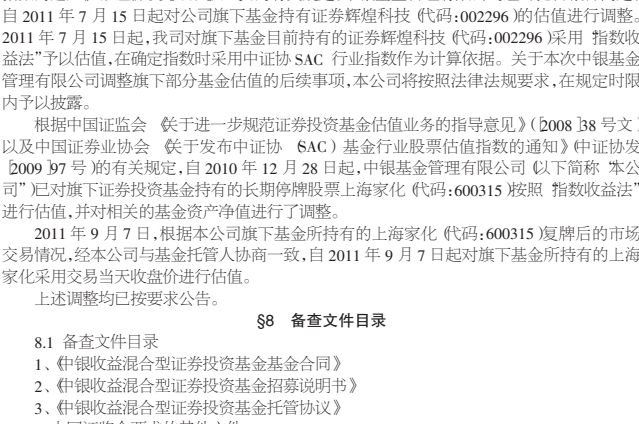 自 2011 年 7 月 15 日起对公司旗下基金持有证券辉煌科技（代码:002296）的估值进行调整。
2011 年 7 月 15 日起,我司对旗下基金目前持有的证券辉煌科技（代码:002296）采用“指数收
益法”予以估值,在确定指数时采用中证协 SAC 行业指数作为计算依据。关于本次中银基金
管理有限公司调整旗下部分基金估值的后续事项,本公司将按照法律法规要求,在规定时限
内予以披露。
根据中国证监会《关于进一步规范证券投资基金估值业务的指导意见》([2008]38 号文)
以及中国证券业协会《关于发布中证协（SAC）基金行业股票估值指数的通知》(中证协发
[2009]97 号)的有关规定,自 2010 年 12 月 28 日起,中银基金管理有限公司（以下简称“本公
司”)已对旗下证券投资基金持有的长期停牌股票上海家化（代码:600315)按照“指数收益法”
进行估值,并对相关的基金资产净值进行了调整。
2011 年 9 月 7 日,根据本公司旗下基金所持有的上海家化（代码:600315)复牌后的市场
交易情况,经本公司与基金托管人协商一致,自 2011 年 9 月 7 日起对旗下基金所持有的上海
家化采用交易当天收盘价进行估值。
上述调整均已按要求公告。
§8 备查文件目录
8.1 备查文件目录
1、《中银收益混合型证券投资基金基金合同》
2、《中银收益混合型证券投资基金招募说明书》
3、《中银收益混合型证券投资基金托管协议》